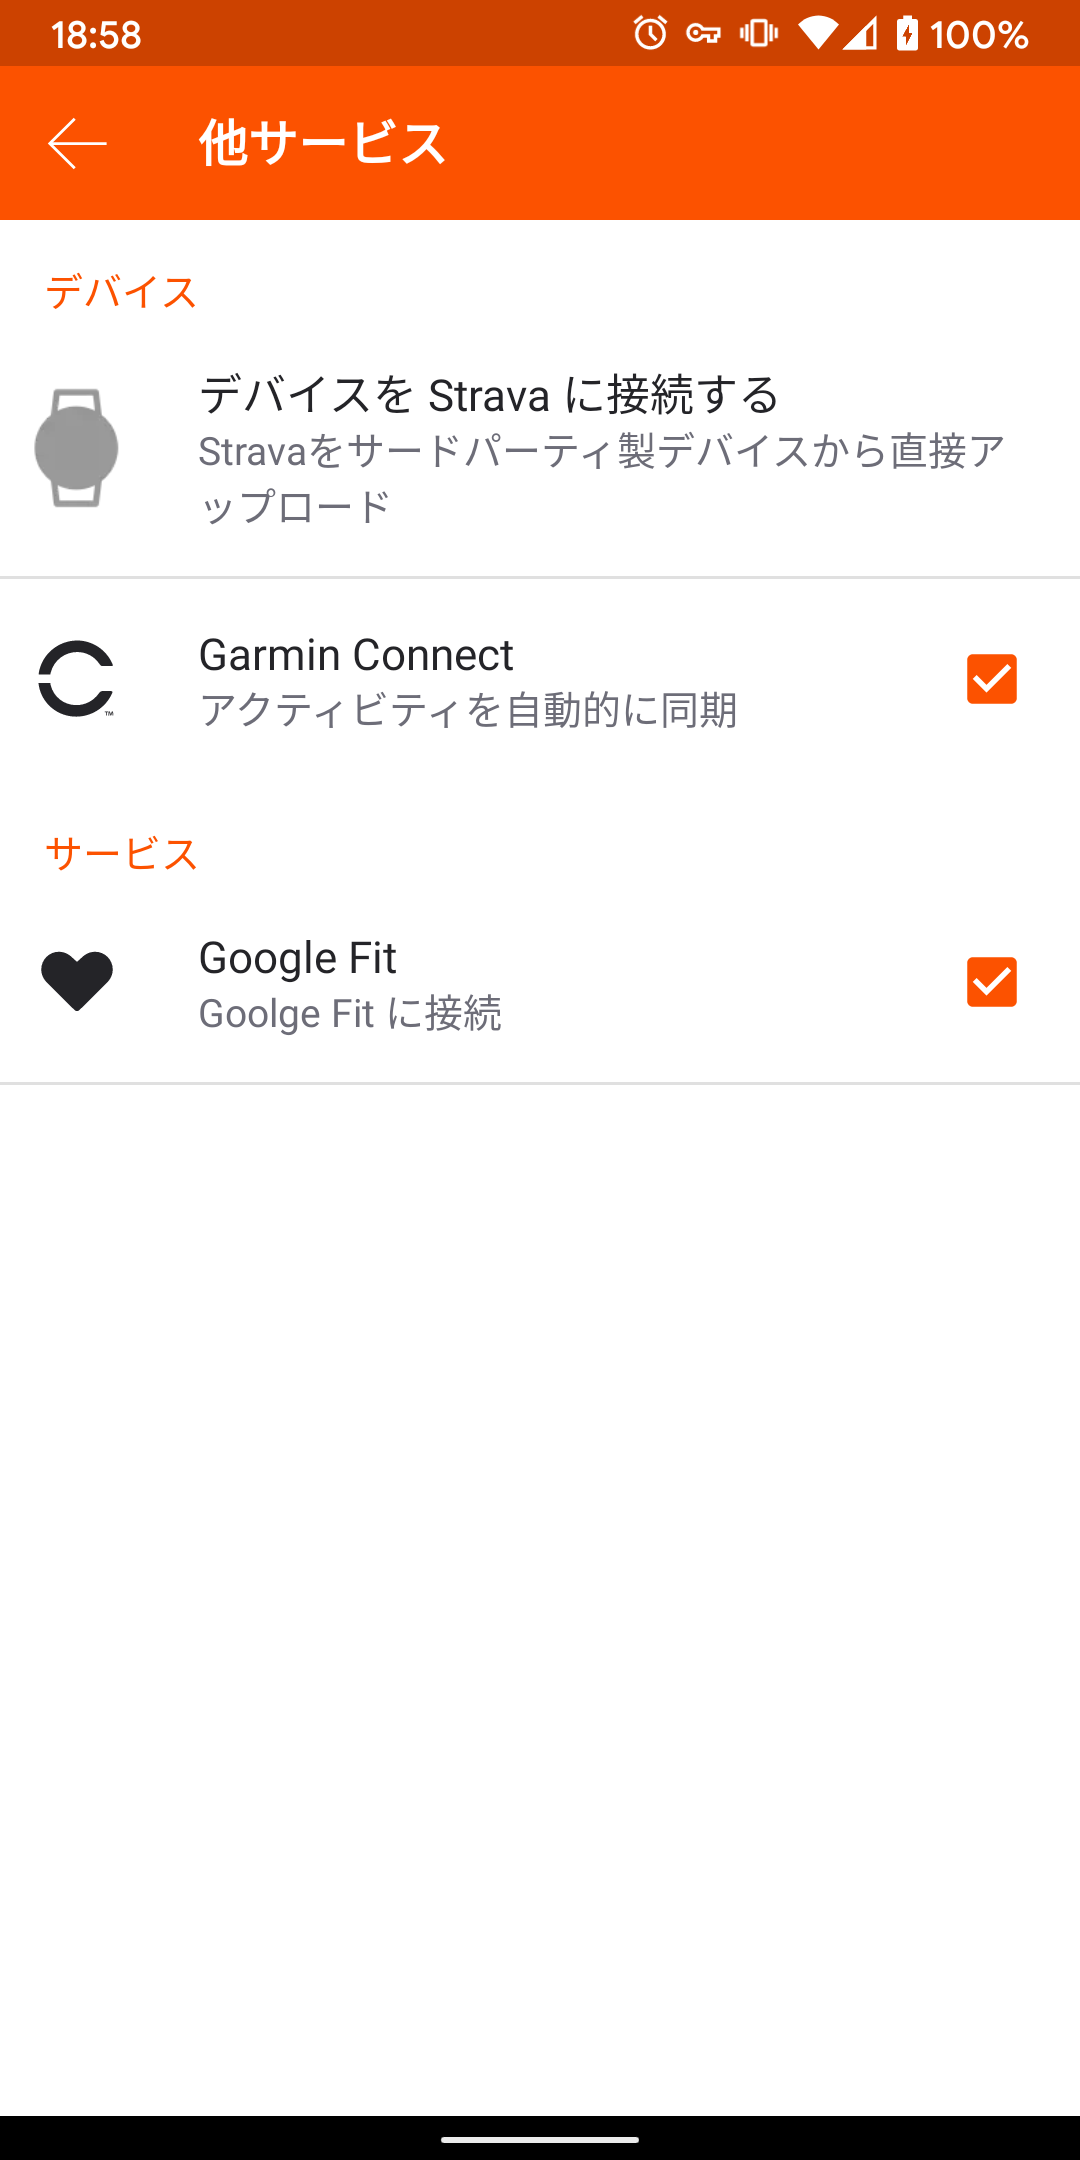 18:58
100%
他サービス
デバイス
デバイスを Strava に接続する
Stravaをサードパーティ製デバイスから直接ア
ップロード
Garmin Connect
アクティビティを自動的に同期
TM
サービス
Google Fit
Goolge Fit に接続